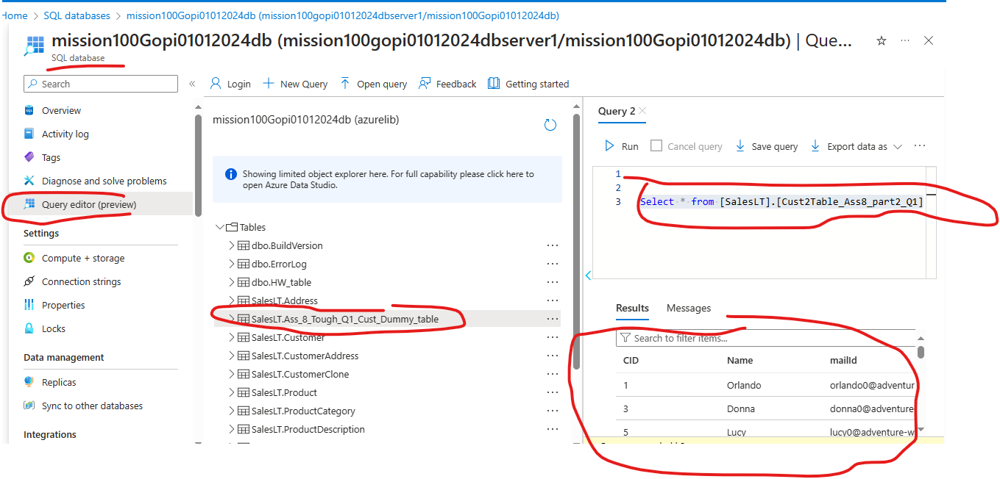 Home > SQL databases > mission100Gopi01012024db (mission100gopi01012024dbserver1/mission100Gopi01012024db)
mission100Gopi01012024db (mission100gopi01012024dbserver1/mission100Gopi01012024db) | Que...
SQL database
Search
Overview
Activity log
Tags
Diagnose and solve problems
Query editor (preview)
Settings
Compute + storage
Connection strings
Properties
Locks
Data management
Replicas
Sync to other databases
Integrations
Login
New Query
Open query
Feedback
Getting started
mission100Gopi01012024db (azurelib)
Showing limited object explorer here. For full capability please click here to
open Azure Data Studio.
Tables
dbo.BuildVersion
dbo.ErrorLog
dbo.HW_table
SalesLT.Address
SalesLT.Ass_8_Tough_Q1_Cust_Dummy_table
SalesLT.Customer
SalesLT.CustomerAddress
SalesLT.CustomerClone
SalesLT.Product
SalesLT.ProductCategory
SalesLT.ProductDescription
Query 2
Run
Cancel query
Save query
Export data as
1
2
3 Select * from [SalesLT].[Cust2Table_Ass8_part2_Q1]
Results Messages
Search to filter items...
CID Name mailId
1 Orlando orlando0@adventur
3 Donna donna0@adventure
5 Lucy lucy0@adventure-w